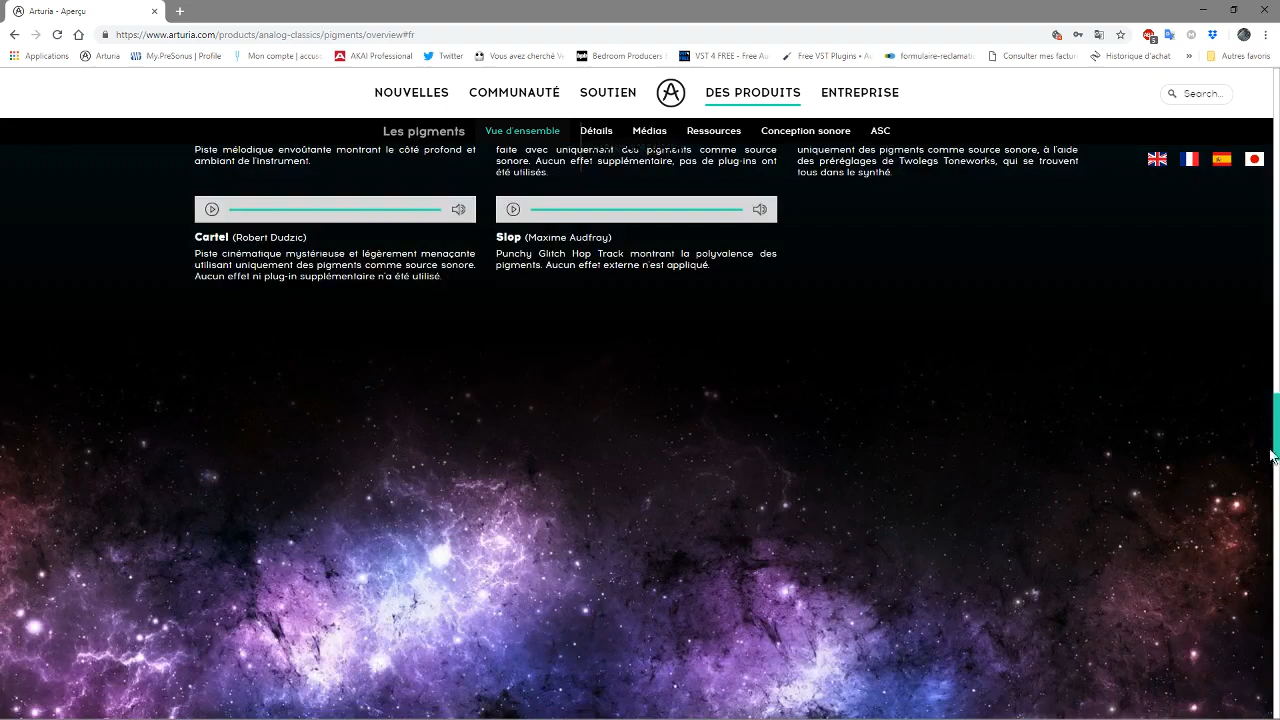 Arturia - Aperçu
https://www.arturia.com/products/analog-classics/pigments/overview#fr
Applications
Arturia
My.PreSonus | Profile
Mon compte | accuss
AKAI Professional
Twitter
Vous avez cherché Ve
Bedroom Producers
VST 4 FREE - Free Au
Free VST Plugins • Au
formulaire-reclamatio
Consulter mes factur
Historique d'achat
»
Autres favoris
NOUVELLES
COMMUNAUTÉ
SOUTIEN
DES PRODUITS
ENTREPRISE
Search...
Les pigments
Vue d'ensemble
Détails
Médias
Ressources
Conception sonore
ASC
Piste mélodique envoûtante montrant le côté profond et
ambiant de l'instrument.
faite avec uniquement des pigments comme source
sonore. Aucun effet supplémentaire, pas de plug-ins ont
été utilisés.
uniquement des pigments comme source sonore, à l'aide
des préréglages de Twolegs Toneworks, qui se trouvent
tous dans le synthé.
Cartel (Robert Dudzic)
Piste cinématique mystérieuse et légèrement menaçante
utilisant uniquement des pigments comme source sonore.
Aucun effet ni plug-in supplémentaire n'a été utilisé.
Slop (Maxime Audfray)
Punchy Glitch Hop Track montrant la polyvalence des
pigments. Aucun effet externe n'est appliqué.